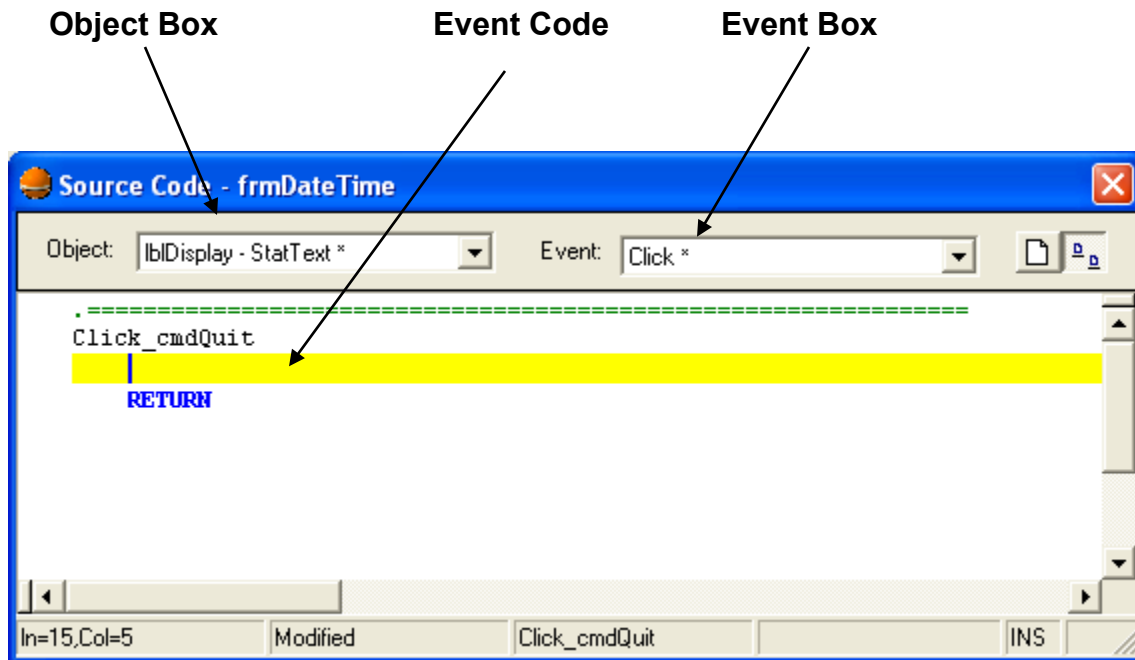 Object Box Event Code Event Box
Source Code - frmDateTime
Object: lblDisplay - StatText * Event: Click *
.==============================================================
Click_cmdQuit
RETURN
ln=15,Col=5 Modified Click_cmdQuit INS